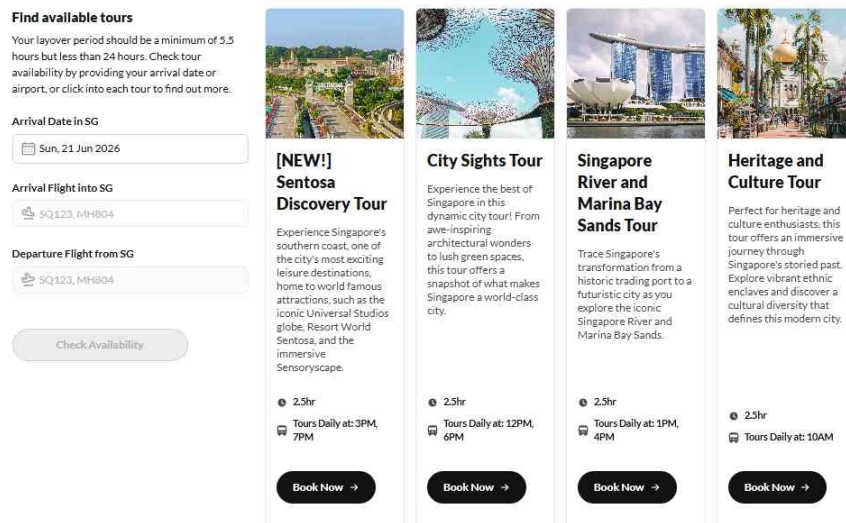 Find available tours
Your layover period should be a minimum of 5.5
hours but less than 24 hours. Check tour
availability by providing your arrival date or
airport, or click into each tour to find out more.
Arrival Date in SG
Sun, 21 Jun 2026
Arrival Flight into SG
SQ123, MH804
Departure Flight from SG
SQ123, MH804
Check Availability
[NEW!]
Sentosa
Discovery Tour
Experience Singapore's
southern coast, one of
the city's most exciting
leisure destinations,
home to world famous
attractions, such as the
iconic Universal Studios
globe, Resort World
Sentosa, and the
immersive
Sensoryscape.
2.5hr
Tours Daily at: 3PM,
7PM
Book Now →
City Sights Tour
Experience the best of
Singapore in this
dynamic city tour! From
awe-inspiring
architectural wonders
to lush green spaces,
this tour offers a
snapshot of what makes
Singapore a world-class
city.
2.5hr
Tours Daily at: 12PM,
6PM
Book Now →
Singapore
River and
Marina Bay
Sands Tour
Trace Singapore's
transformation from a
historic trading port to a
futuristic city as you
explore the iconic
Singapore River and
Marina Bay Sands.
2.5hr
Tours Daily at: 1PM,
4PM
Book Now →
Heritage and
Culture Tour
Perfect for heritage and
culture enthusiasts, this
tour offers an immersive
journey through
Singapore's storied past.
Explore vibrant ethnic
enclaves and discover a
cultural diversity that
defines this modern city.
2.5hr
Tours Daily at: 10AM
Book Now →